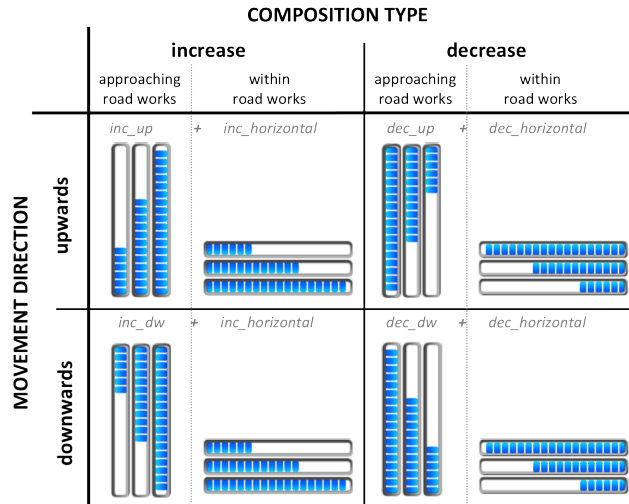 COMPOSITION TYPE
increase
decrease
approaching
road works
within
road works
approaching
road works
within
road works
MOVEMENT DIRECTION
upwards
inc_up + inc_horizontal
dec_up + dec_horizontal
downwards
inc_dw + inc_horizontal
dec_dw + dec_horizontal